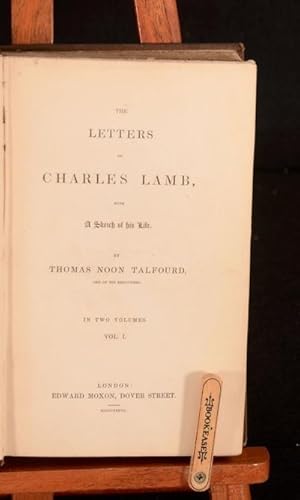 THE
LETTERS
OF
CHARLES LAMB,
WITH
A Sketch of his Life.
BY
THOMAS NOON TALFOURD,
ONE OF HIS EXECUTORS.
IN TWO VOLUMES
VOL. I.
LONDON:
EDWARD MOXON, DOVER STREET.
BOOKEASE